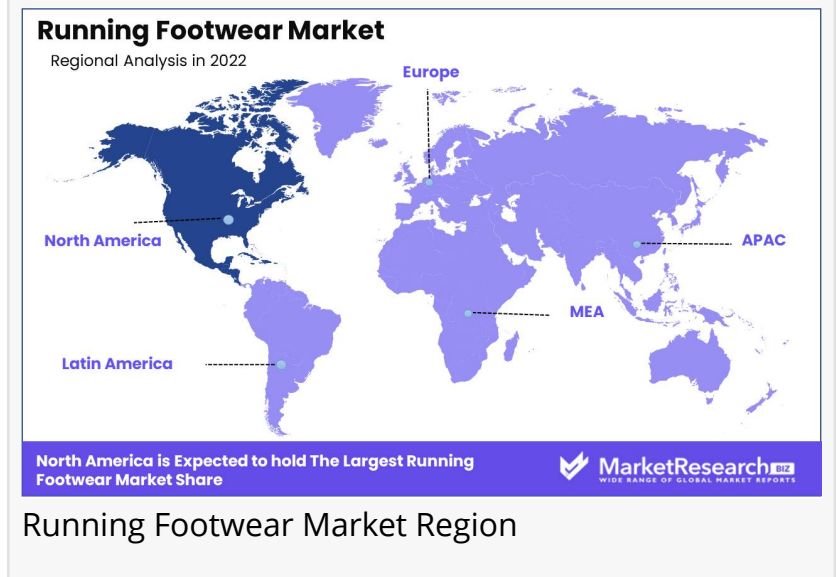 Running Footwear Market
Regional Analysis in 2022
Europe
North America
APAC
MEA
Latin America
North America is Expected to hold The Largest Running
Footwear Market Share
MarketResearch BIZ
WIDE RANGE OF GLOBAL MARKET REPORTS
Running Footwear Market Region